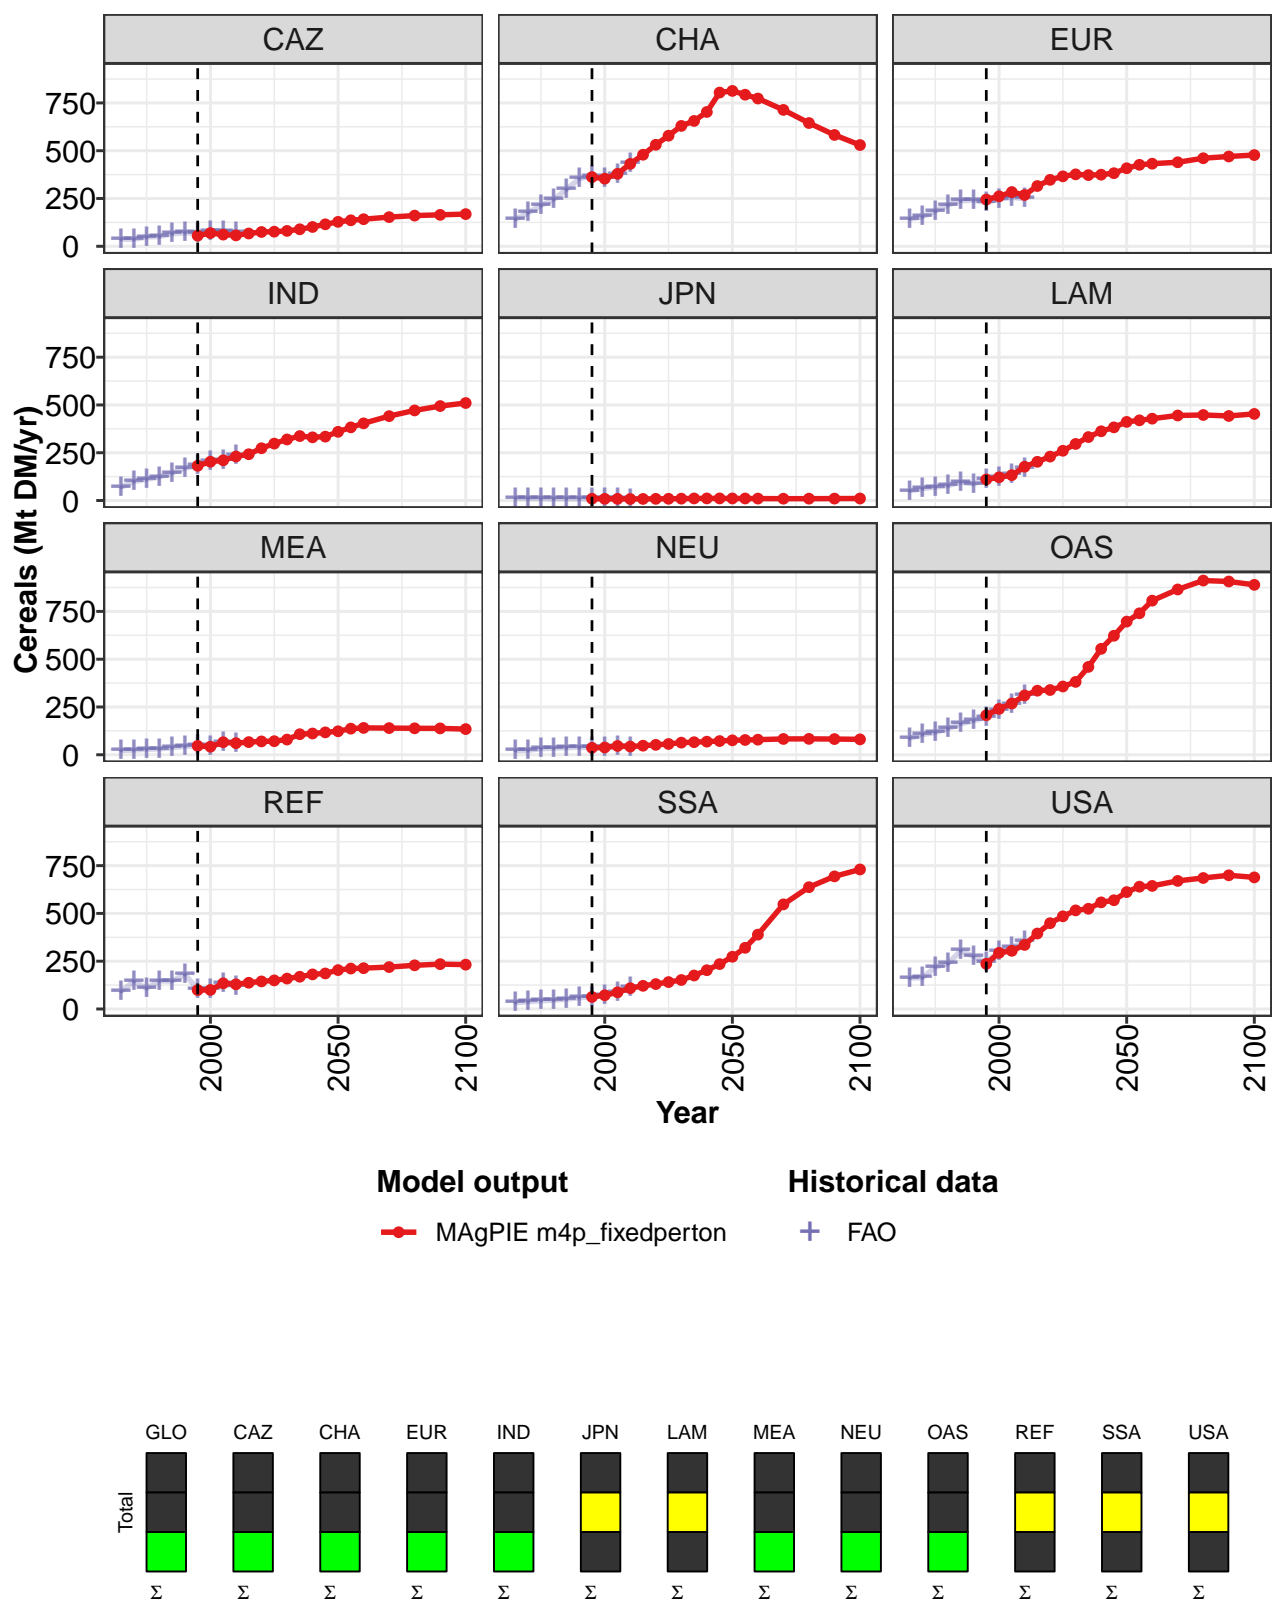 CAZ CHA EUR
750
500
250
0
IND JPN LAM
750
500
250
0
MEA NEU OAS
750
500
250
0
REF SSA USA
750
500
250
0
Cereals (Mt DM/yr)
2000 2050 2100 2000 2050 2100 2000 2050 2100
Year
Model output Historical data
MAgPIE m4p_fixedperton FAO
GLO CAZ CHA EUR IND JPN LAM MEA NEU OAS REF SSA USA
Total
Σ Σ Σ Σ Σ Σ Σ Σ Σ Σ Σ Σ Σ